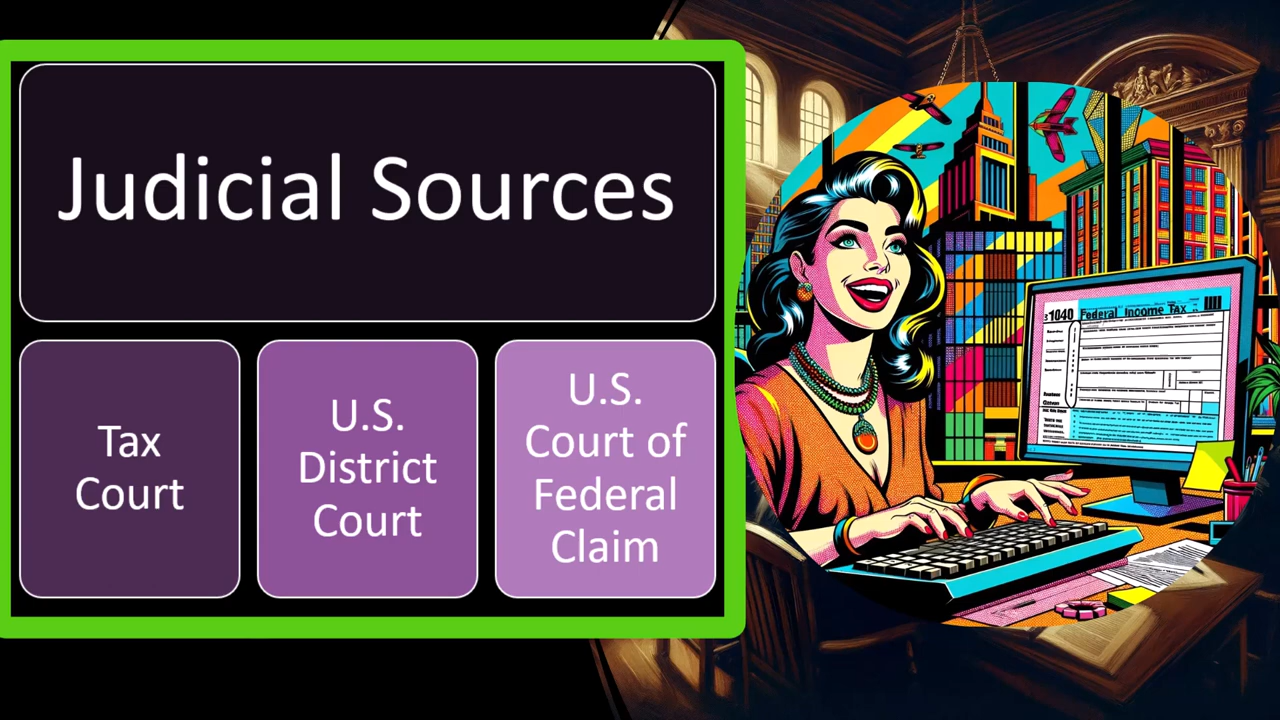 Judicial Sources
Tax
Court
U.S.
District
Court
U.S.
Court of
Federal
Claim
1040 Federal Income Tax